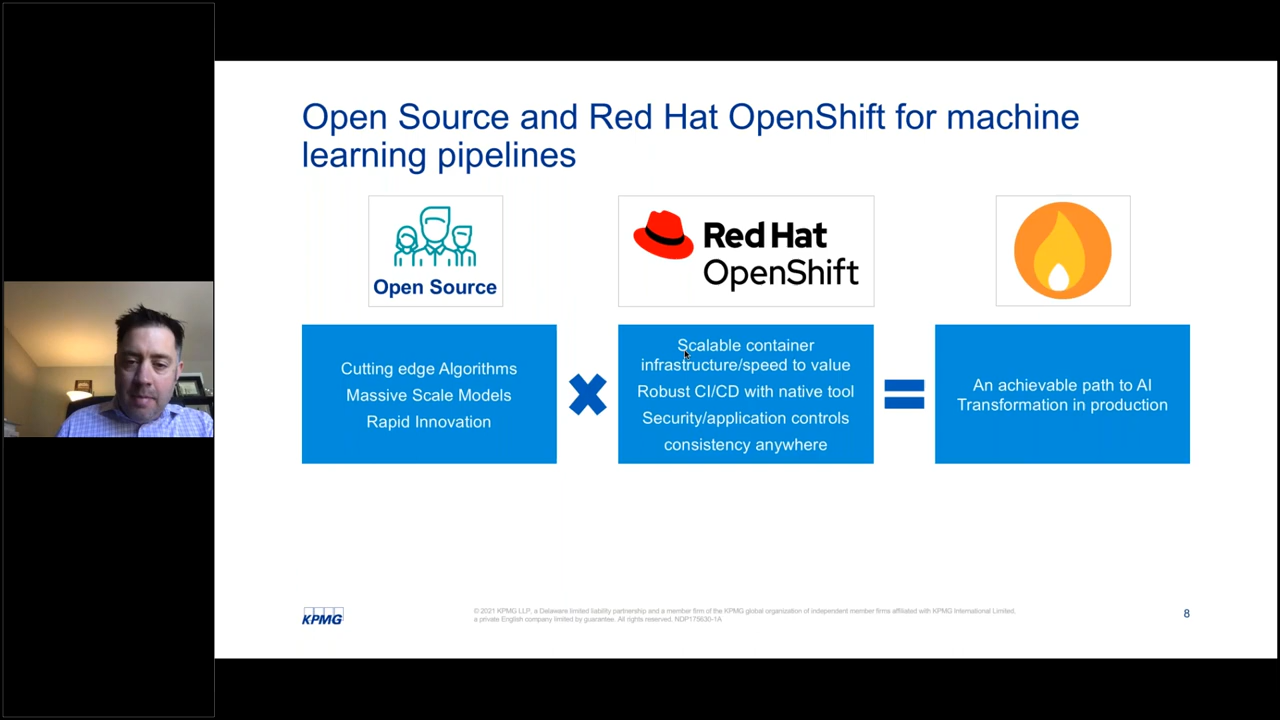 Open Source and Red Hat OpenShift for machine
learning pipelines
Open Source
Red Hat
OpenShift
Cutting edge Algorithms
Massive Scale Models
Rapid Innovation
Scalable container
infrastructure/speed to value
Robust CI/CD with native tool
Security/application controls
consistency anywhere
An achievable path to AI
Transformation in production
KPMG
© 2021 KPMG LLP, a Delaware limited liability partnership and a member firm of the KPMG global organization of independent member firms affiliated with KPMG International Limited,
a private English company limited by guarantee. All rights reserved. NDP175630-1A
8